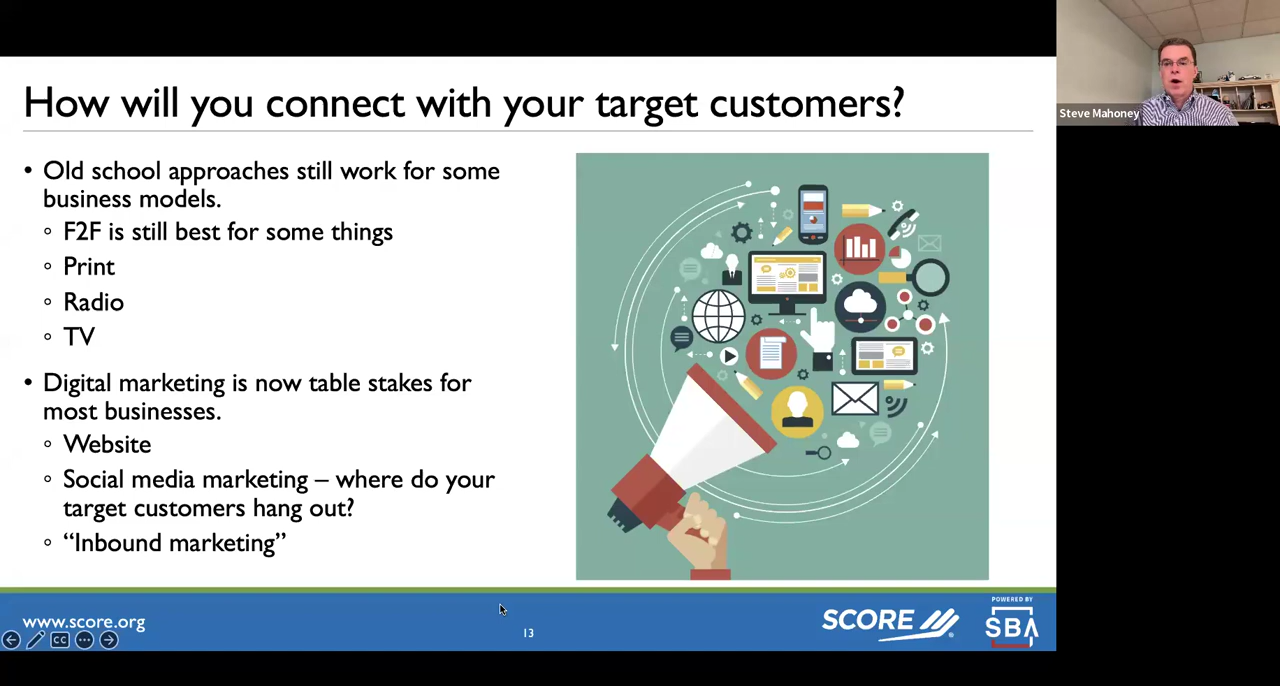 How will you connect with your target customers?
• Old school approaches still work for some
business models.
◦ F2F is still best for some things
◦ Print
◦ Radio
◦ TV
• Digital marketing is now table stakes for
most businesses.
◦ Website
◦ Social media marketing – where do your
target customers hang out?
◦ “Inbound marketing”
Steve Mahoney
www.score.org
CC
13
SCORE
POWERED BY
SBA